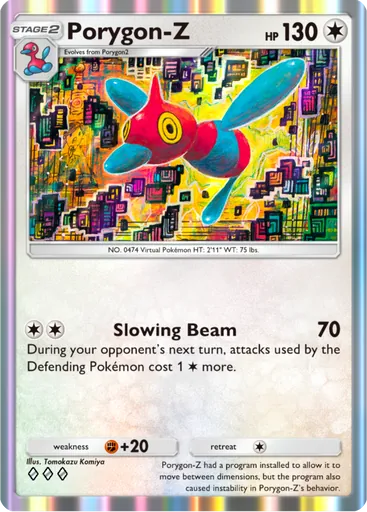 STAGE 2 Porygon-Z HP 130
Evolves from Porygon2
NO. 0474 Virtual Pokémon HT: 2'11" WT: 75 lbs.
Slowing Beam 70
During your opponent's next turn, attacks used by the
Defending Pokémon cost 1 more.
weakness +20 retreat
Illus. Tomokazu Komiya
Porygon-Z had a program installed to allow it to
move between dimensions, but the program also
caused instability in Porygon-Z's behavior.